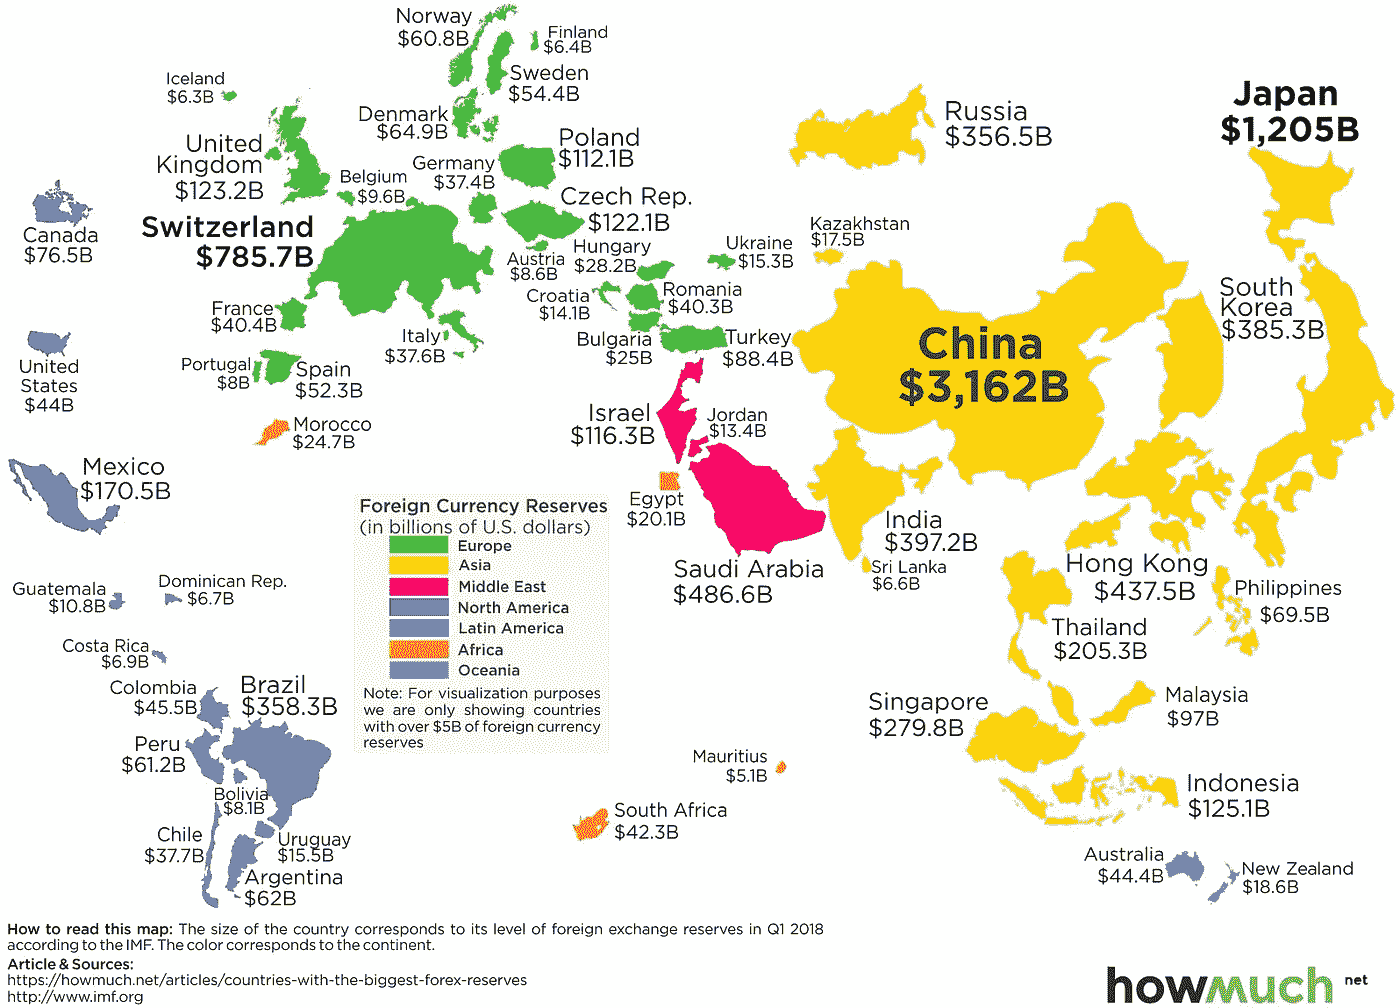 Norway
$60.8B
Finland
$6.4B
Sweden
$54.4B
Iceland
$6.3B
Denmark
$64.9B
United
Kingdom
$123.2B
Poland
$112.1B
Germany
$37.4B
Belgium
$9.6B
Czech Rep.
$122.1B
Switzerland
$785.7B
Austria
$8.6B
Hungary
$28.2B
Ukraine
$15.3B
Croatia
$14.1B
Romania
$40.3B
France
$40.4B
Italy
$37.6B
Bulgaria
$25B
Turkey
$88.4B
Portugal
$8B
Spain
$52.3B
Canada
$76.5B
United
States
$44B
Morocco
$24.7B
Mexico
$170.5B
Israel
$116.3B
Jordan
$13.4B
Egypt
$20.1B
Saudi Arabia
$486.6B
Russia
$356.5B
Japan
$1,205B
Kazakhstan
$17.5B
China
$3,162B
South
Korea
$385.3B
India
$397.2B
Sri Lanka
$6.6B
Hong Kong
$437.5B
Philippines
$69.5B
Thailand
$205.3B
Singapore
$279.8B
Malaysia
$97B
Indonesia
$125.1B
Australia
$44.4B
New Zealand
$18.6B
Guatemala
$10.8B
Dominican Rep.
$6.7B
Costa Rica
$6.9B
Colombia
$45.5B
Brazil
$358.3B
Peru
$61.2B
Bolivia
$8.1B
Chile
$37.7B
Uruguay
$15.5B
Argentina
$62B
Mauritius
$5.1B
South Africa
$42.3B
Foreign Currency Reserves
(in billions of U.S. dollars)
Europe
Asia
Middle East
North America
Latin America
Africa
Oceania
Note: For visualization purposes
we are only showing countries
with over $5B of foreign currency
reserves
How to read this map: The size of the country corresponds to its level of foreign exchange reserves in Q1 2018
according to the IMF. The color corresponds to the continent.
Article & Sources:
https://howmuch.net/articles/countries-with-the-biggest-forex-reserves
http://www.imf.org
howmuch net